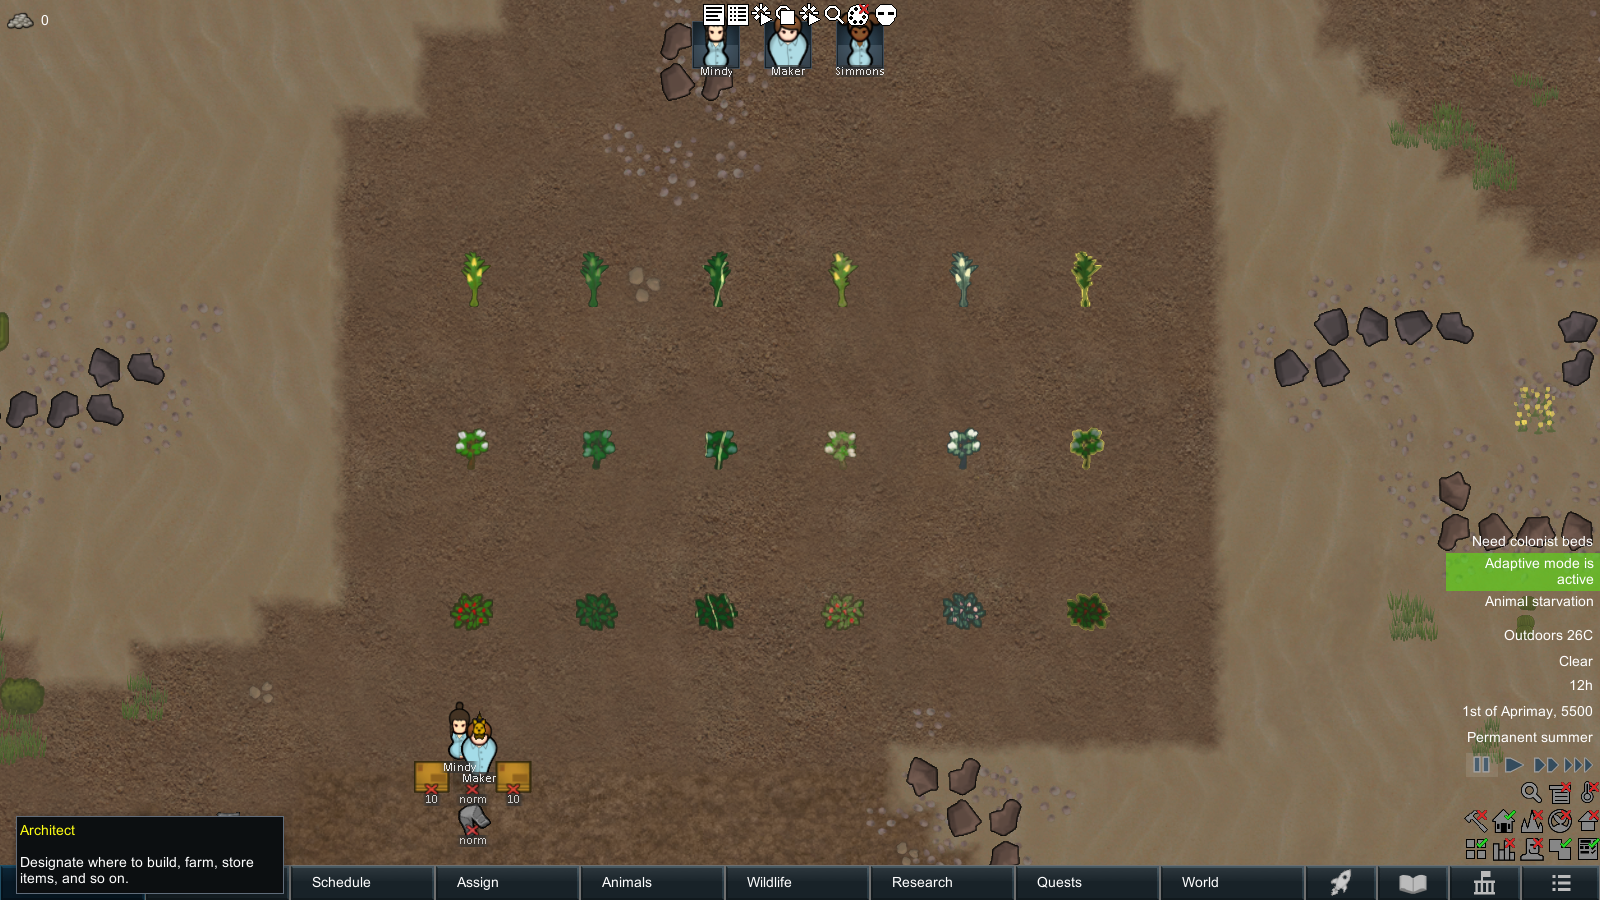 0
Mindy
Maker
Simmons
Need colonist beds
Adaptive mode is
active
Animal starvation
Outdoors 26C
Clear
12h
1st of Aprimay, 5500
Permanent summer
Mindy
Maker
10
norm
10
norm
Architect
Designate where to build, farm, store
items, and so on.
Schedule
Assign
Animals
Wildlife
Research
Quests
World